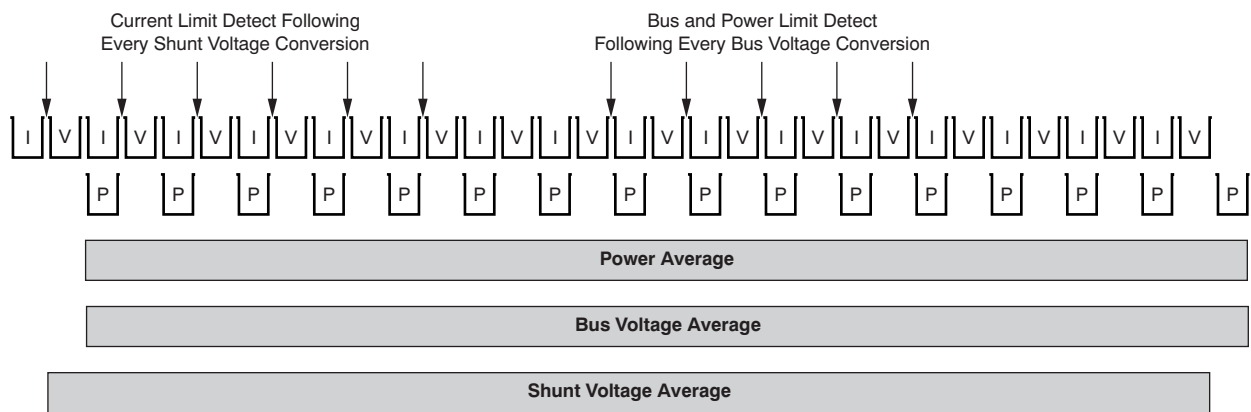 Current Limit Detect Following
Every Shunt Voltage Conversion
Bus and Power Limit Detect
Following Every Bus Voltage Conversion
I V I V I V I V I V I V I V I V I V I V I V I V I V I V I V I V
P P P P P P P P P P P P P P P P
Power Average
Bus Voltage Average
Shunt Voltage Average